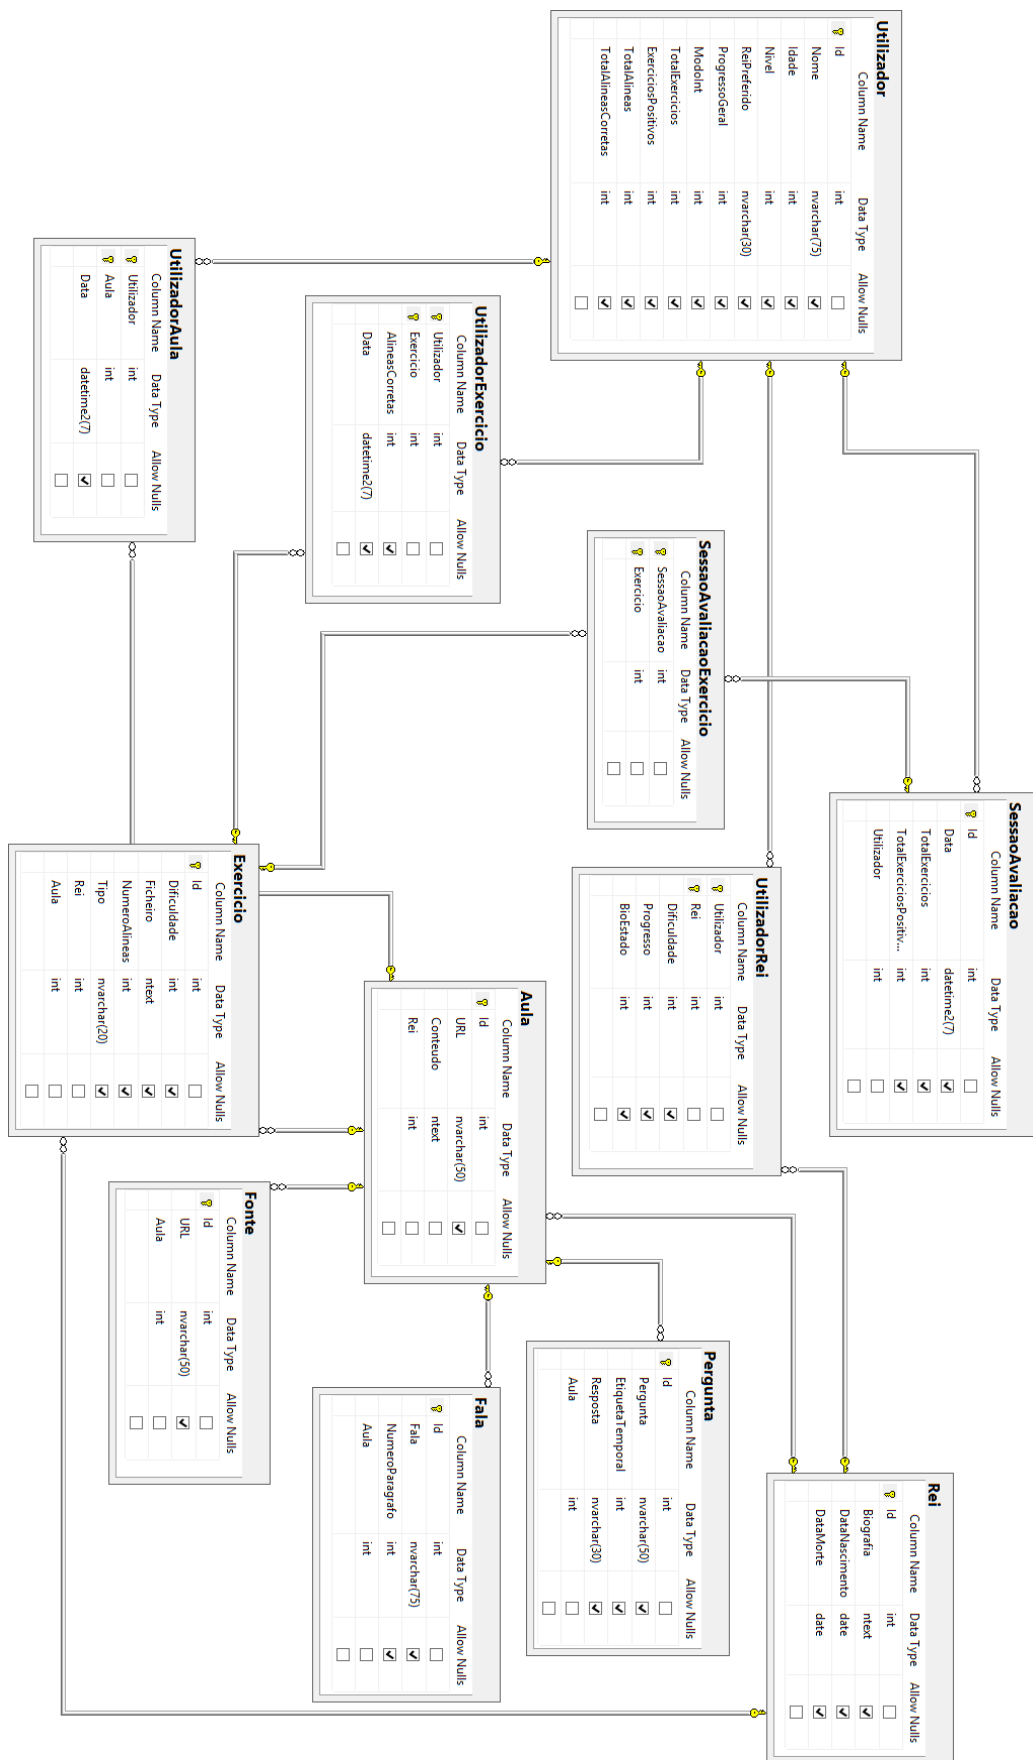 Utilizador
Column Name Data Type Allow Nulls
Id int
Nome nvarchar(75)
Idade int
Nivel int
ReiPreferido nvarchar(30)
ProgressoGeral int
ModoInt int
TotalExercicios int
ExerciciosPositivos int
TotalAlineas int
TotalAlineasCorretas int
UtilizadorAula
Column Name Data Type Allow Nulls
Utilizador int
Aula int
Data datetime2(7)
UtilizadorExercicio
Column Name Data Type Allow Nulls
Utilizador int
Exercicio int
AlineasCorretas int
Data datetime2(7)
SessaoAvaliacaoExercicio
Column Name Data Type Allow Nulls
SessaoAvaliacao int
Exercicio int
SessaoAvaliacao
Column Name Data Type Allow Nulls
Id int
Data datetime2(7)
TotalExercicios int
TotalExerciciosPositiv... int
Utilizador int
UtilizadorRei
Column Name Data Type Allow Nulls
Utilizador int
Rei int
Dificuldade int
Progresso int
BioEstado int
Exercicio
Column Name Data Type Allow Nulls
Id int
Dificuldade int
Ficheiro ntext
NumeroAlineas int
Tipo nvarchar(20)
Rei int
Aula int
Aula
Column Name Data Type Allow Nulls
Id int
URL nvarchar(50)
Conteudo ntext
Rei int
Fonte
Column Name Data Type Allow Nulls
Id int
URL nvarchar(50)
Aula int
Pergunta
Column Name Data Type Allow Nulls
Id int
Pergunta nvarchar(50)
EtiquetaTemporal int
Resposta nvarchar(30)
Aula int
Fala
Column Name Data Type Allow Nulls
Id int
Fala nvarchar(75)
NumeroParagrafo int
Aula int
Rei
Column Name Data Type Allow Nulls
Id int
Biografia ntext
DataNascimento date
DataMorte date